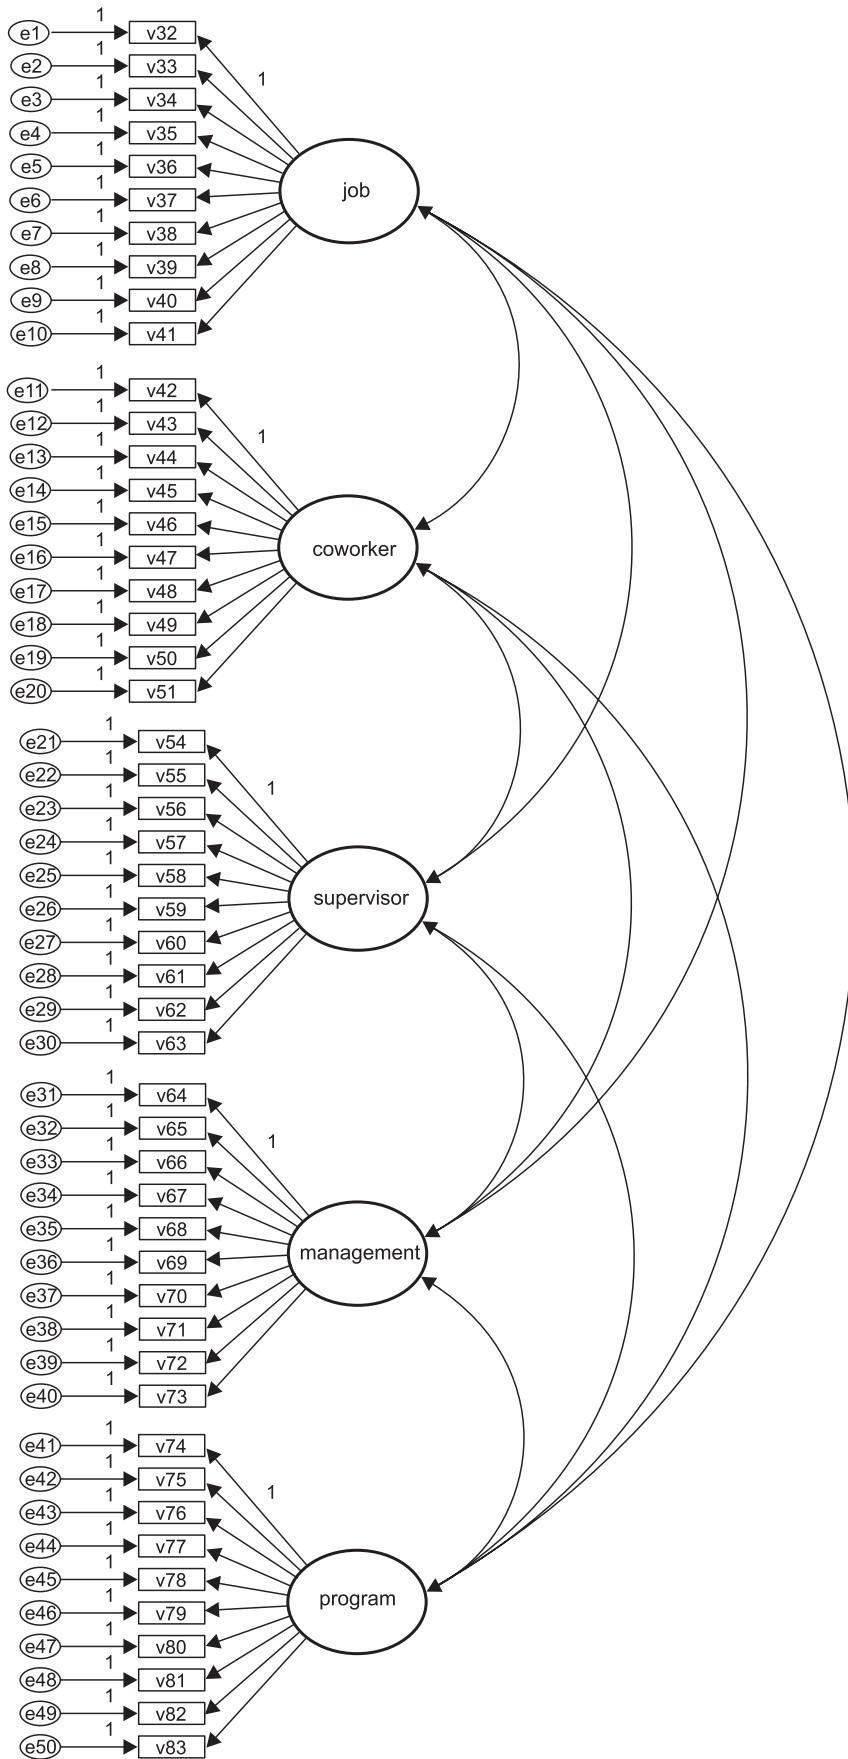 1
e1 v32
1
e2 v33
1
1
e3 v34
1
e4 v35
1
e5 v36
job
1
e6 v37
1
e7 v38
1
e8 v39
1
e9 v40
1
e10 v41
1
e11 v42
1
e12 v43
1
1
e13 v44
1
e14 v45
1
e15 v46
coworker
1
e16 v47
1
e17 v48
1
e18 v49
1
e19 v50
1
e20 v51
1
e21 v54
1
e22 v55
1
1
e23 v56
1
e24 v57
1
e25 v58
supervisor
1
e26 v59
1
e27 v60
1
e28 v61
1
e29 v62
1
e30 v63
1
e31 v64
1
e32 v65
1
1
e33 v66
1
e34 v67
1
e35 v68
management
1
e36 v69
1
e37 v70
1
e38 v71
1
e39 v72
1
e40 v73
1
e41 v74
1
e42 v75
1
1
e43 v76
1
e44 v77
1
e45 v78
program
1
e46 v79
1
e47 v80
1
e48 v81
1
e49 v82
1
e50 v83